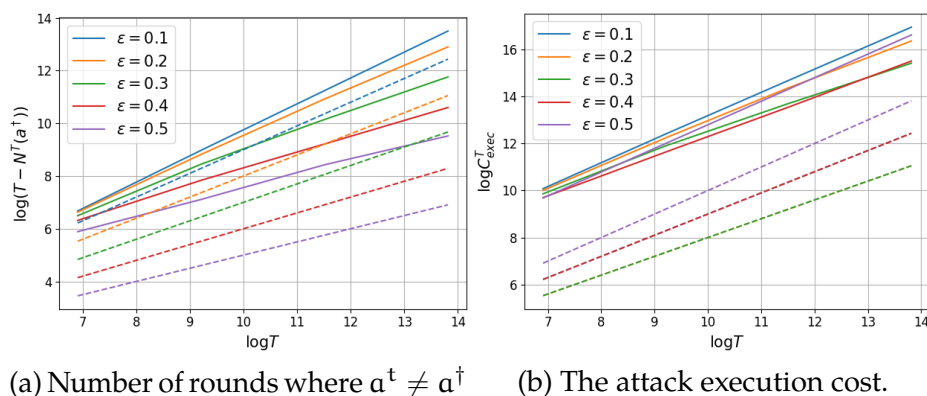 14
12
10
8
6
4
log(T − N^T(a†))
ε = 0.1
ε = 0.2
ε = 0.3
ε = 0.4
ε = 0.5
7 8 9 10 11 12 13 14
logT
(a) Number of rounds where a^t ≠ a†
16
14
12
10
8
6
logC^T_exec
ε = 0.1
ε = 0.2
ε = 0.3
ε = 0.4
ε = 0.5
7 8 9 10 11 12 13 14
logT
(b) The attack execution cost.